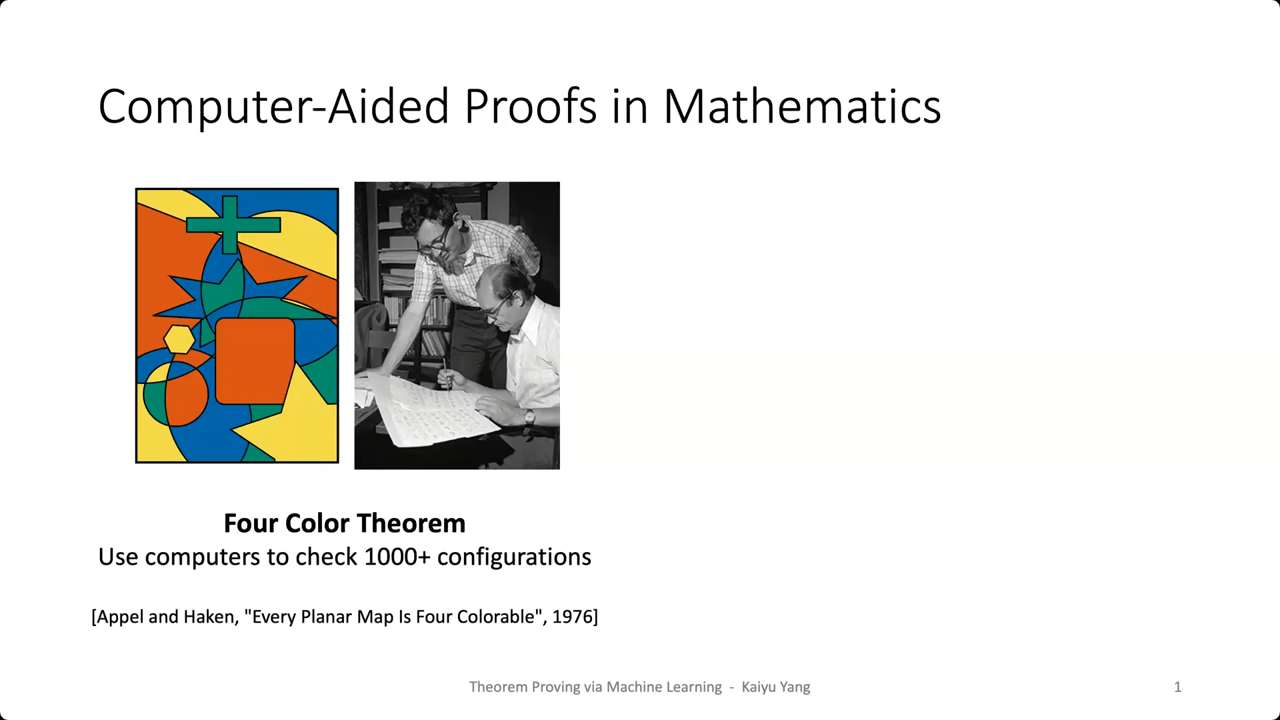 Computer-Aided Proofs in Mathematics
Four Color Theorem
Use computers to check 1000+ configurations
[Appel and Haken, "Every Planar Map Is Four Colorable", 1976]
Theorem Proving via Machine Learning - Kaiyu Yang
1